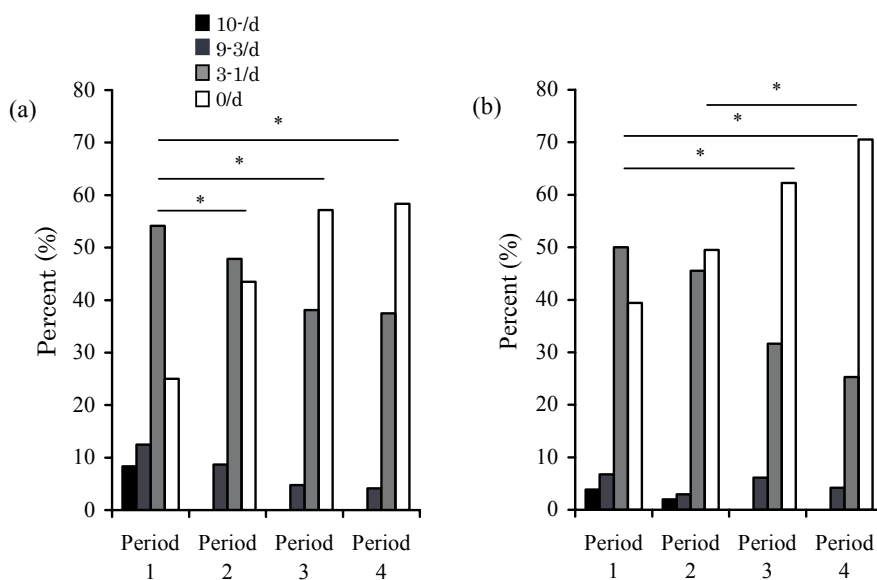 10-/d
9-3/d
3-1/d
0/d
(a)
Percent (%)
80
70
60
50
40
30
20
10
0
*
*
*
Period 1
Period 2
Period 3
Period 4
(b)
Percent (%)
80
70
60
50
40
30
20
10
0
*
*
*
Period 1
Period 2
Period 3
Period 4